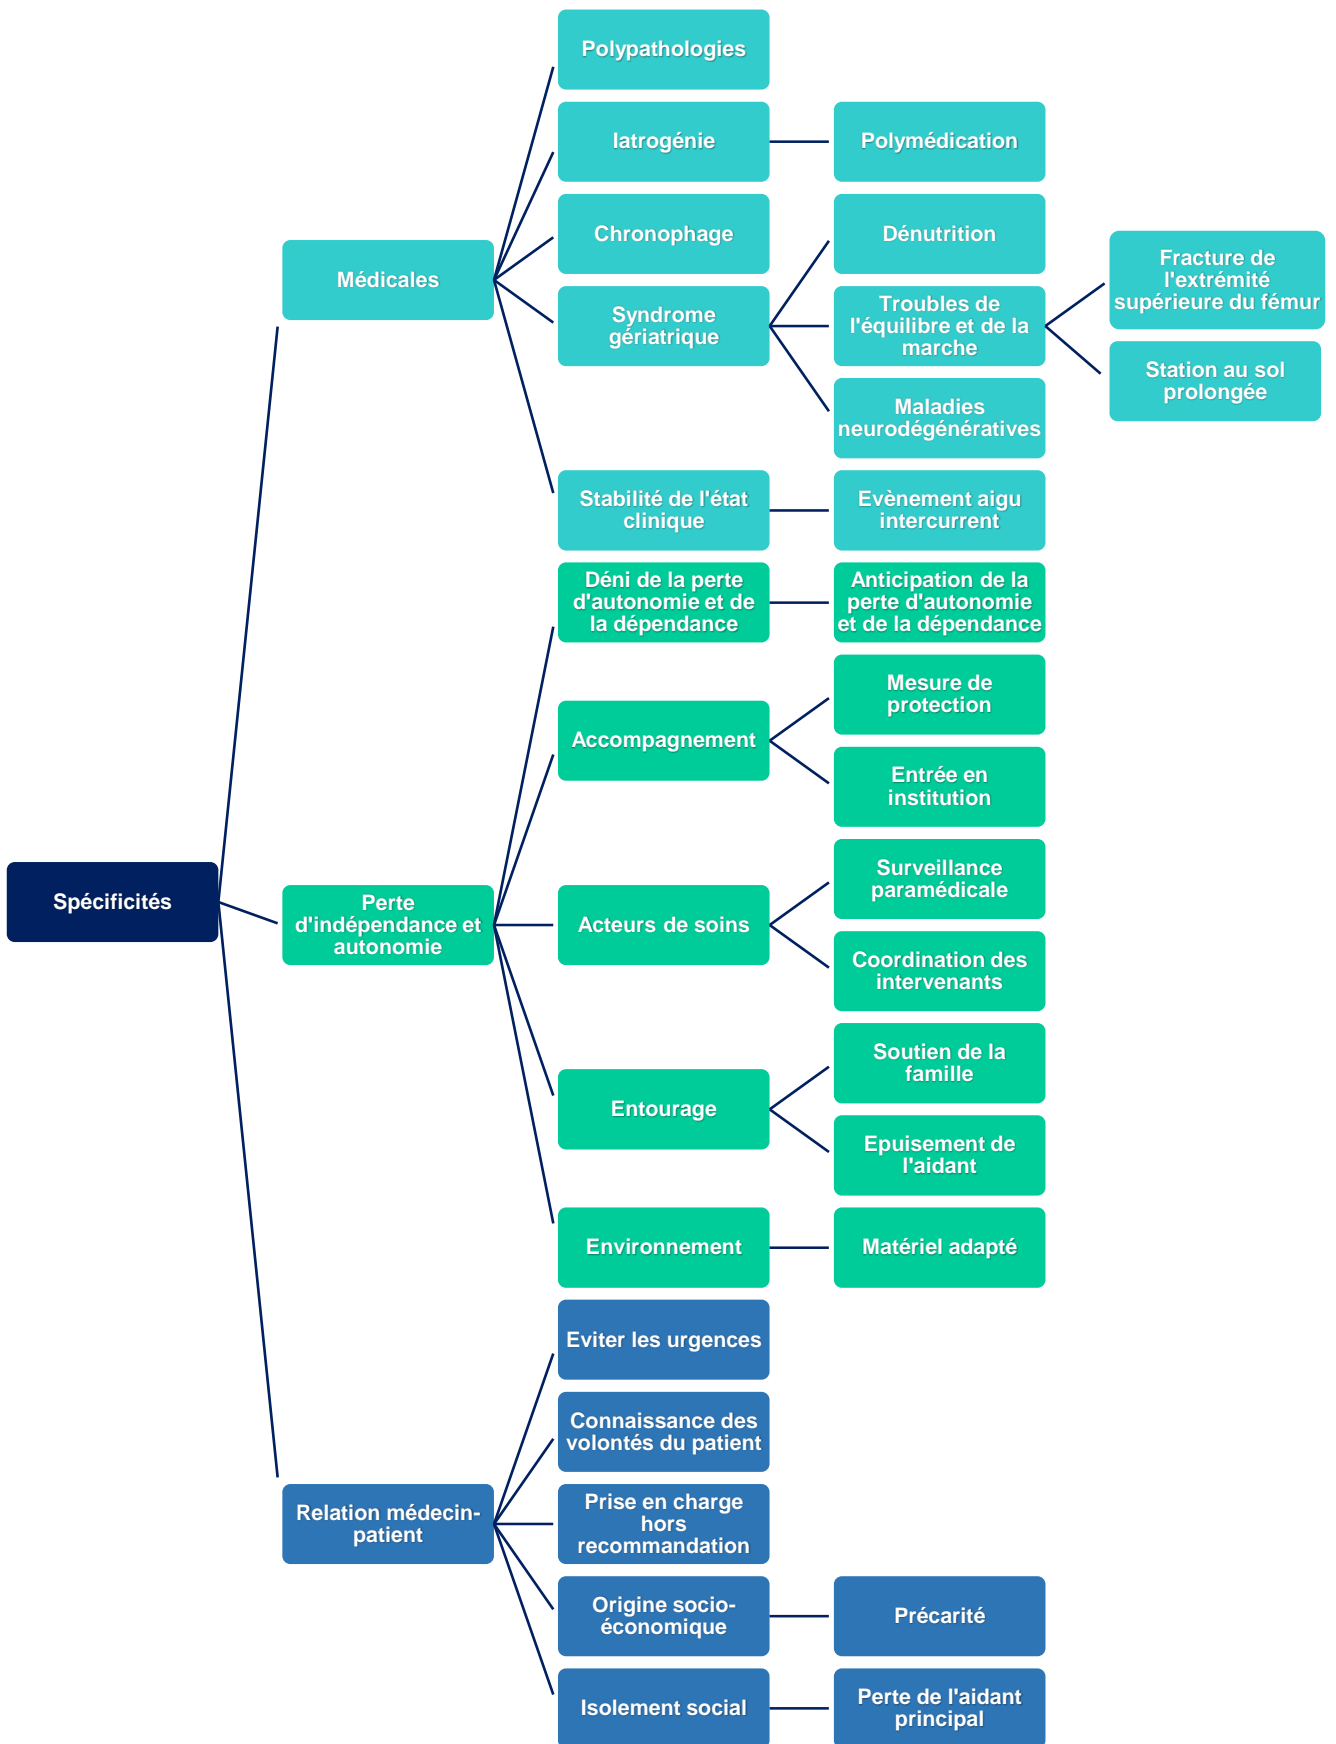 Polypathologies
Iatrogénie
Polymédication
Chronophage
Dénutrition
Médicales
Syndrome
gériatrique
Troubles de
l'équilibre et de la
marche
Fracture de
l'extrémité
supérieure du fémur
Station au sol
prolongée
Maladies
neurodégénératives
Stabilité de l'état
clinique
Evènement aigu
intercurrent
Déni de la perte
d'autonomie et de
la dépendance
Anticipation de la
perte d'autonomie
et de la dépendance
Accompagnement
Mesure de
protection
Entrée en
institution
Spécificités
Perte
d'indépendance et
autonomie
Acteurs de soins
Surveillance
paramédicale
Coordination des
intervenants
Entourage
Soutien de la
famille
Epuisement de
l'aidant
Environnement
Matériel adapté
Eviter les urgences
Connaissance des
volontés du patient
Relation médecin-
patient
Prise en charge
hors
recommandation
Origine socio-
économique
Précarité
Isolement social
Perte de l'aidant
principal